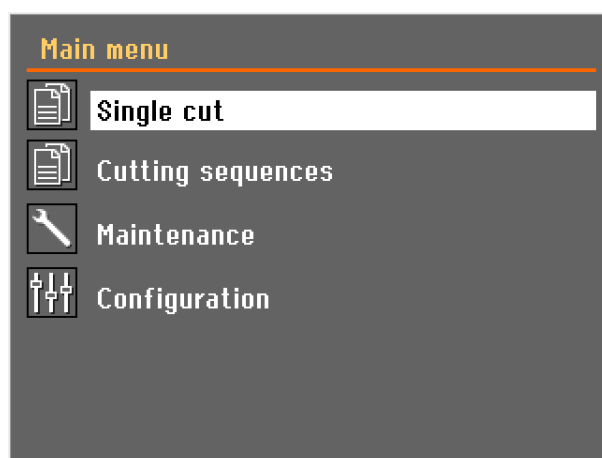 Main menu
Single cut
Cutting sequences
Maintenance
Configuration